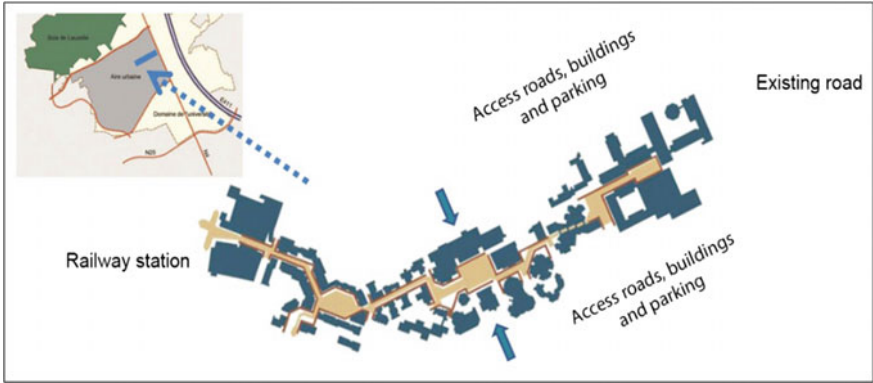 Bois de Lauzelle
Aire urbaine
Domaine de l'université
N25
Access roads, buildings
and parking
Existing road
Railway station
Access roads, buildings
and parking